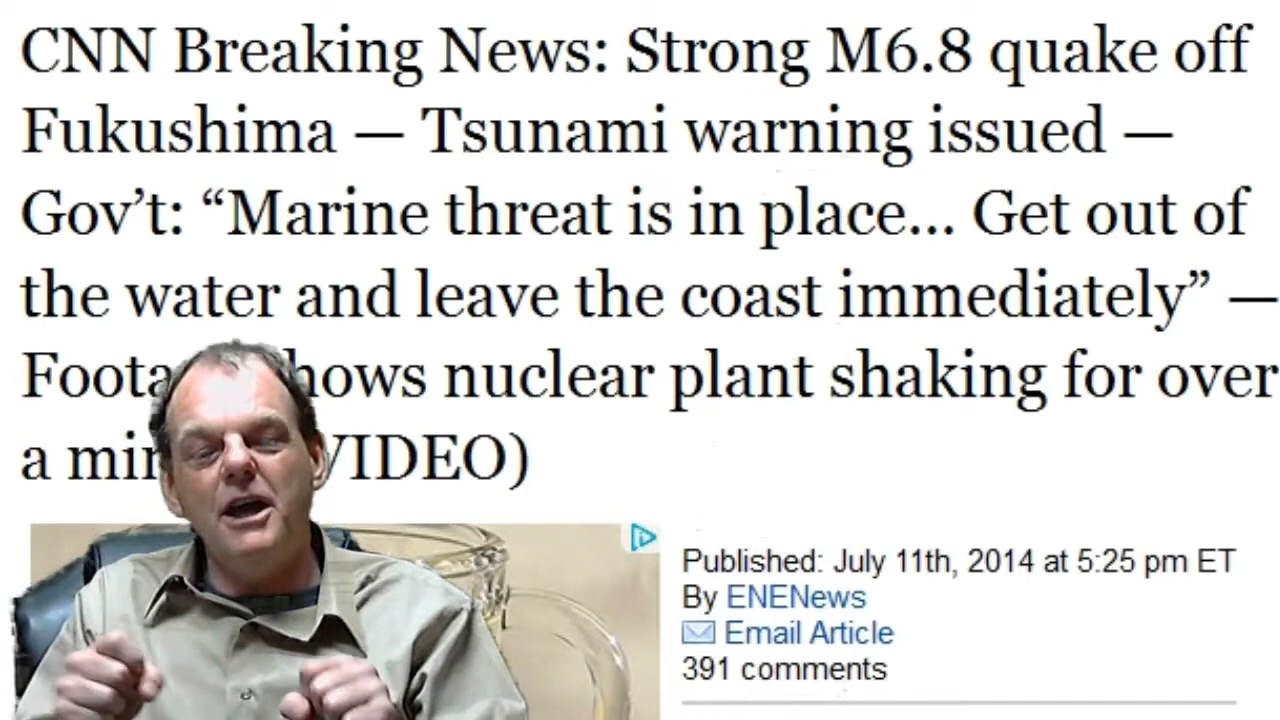 CNN Breaking News: Strong M6.8 quake off
Fukushima — Tsunami warning issued —
Gov't: “Marine threat is in place... Get out of
the water and leave the coast immediately” —
nuclear plant shaking for over
a
Published: July 11th, 2014 at 5:25 pm ET
By ENENews
Email Article
391 comments